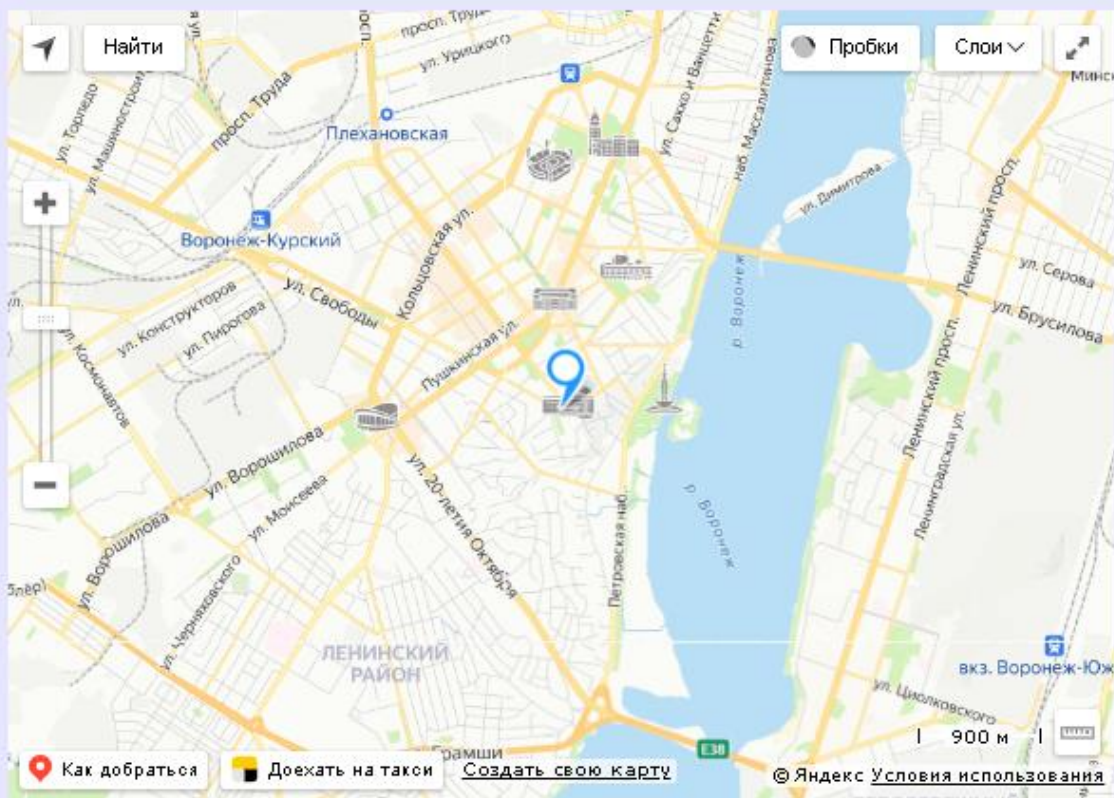 Найти
Пробки
Слои
просп. Труда
ул. Урицкого
ул. Сакко и Ванцетти
наб. Массалитинова
Минск
ул. Торпедо
ул. Машиностроит
просп. Труда
Плехановская
ул. Димитрова
Ленинский просп.
Воронеж-Курский
Кольцовская ул.
р. Воронеж
ул. Серова
ул. Свободы
ул. Конструкторов
ул. Пирогова
ул. Брусилова
ул.
ул. Космонавтов
Пушкинская ул.
Ленинский просп.
Ленинградская ул.
ул. Ворошилова
ул. Моисеева
ул. 20-летия Октября
р. Воронеж
Петровская наб.
ул. Ворошилова
блёр)
ул. Черняховского
ЛЕНИНСКИЙ
РАЙОН
вкз. Воронеж-Юж
ул. Циолковского
900 м
E38
Грамши
Как добраться
Доехать на такси
Создать свою карту
© Яндекс Условия использования